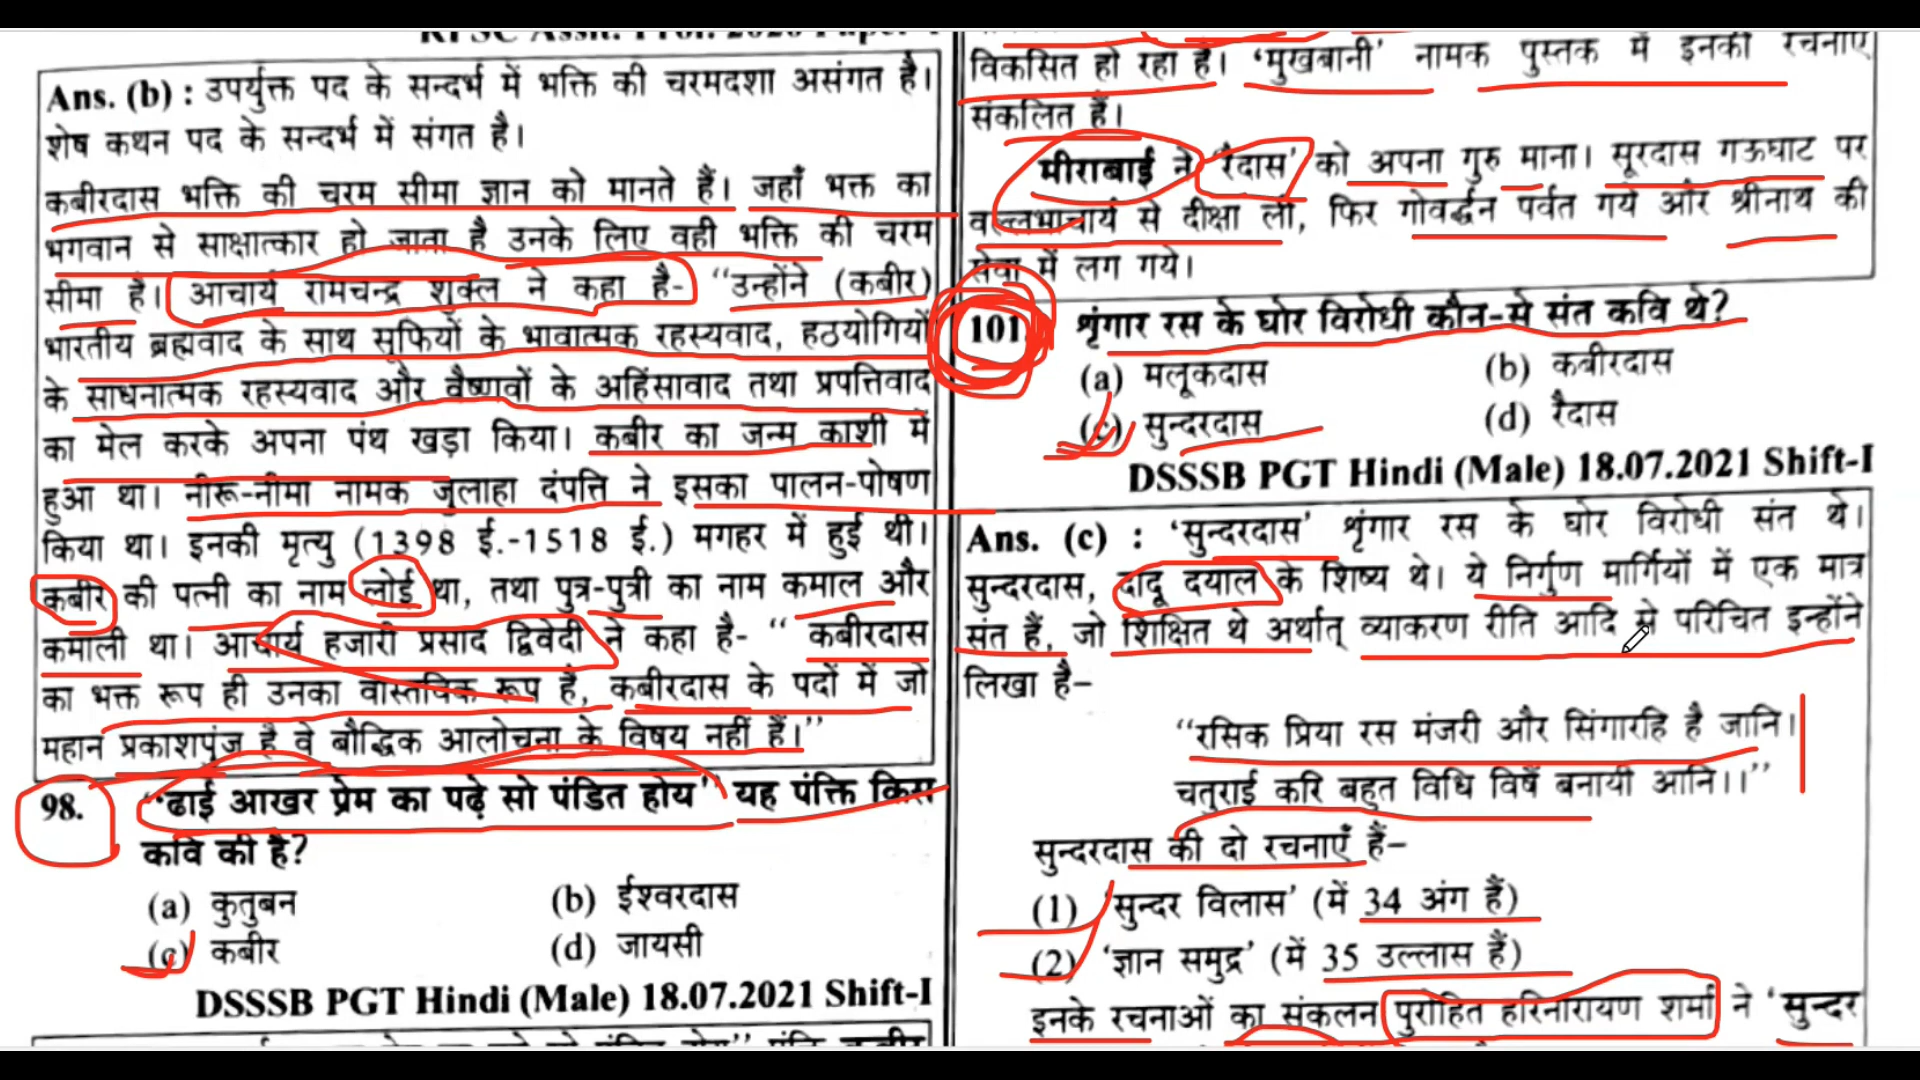 Ans. (b) : उपर्युक्त पद के सन्दर्भ में भक्ति की चरमदशा असंगत है।
शेष कथन पद के सन्दर्भ में संगत है।
कबीरदास भक्ति की चरम सीमा ज्ञान को मानते हैं। जहाँ भक्त का
भगवान से साक्षात्कार हो जाता है उनके लिए वही भक्ति की चरम
सीमा है। आचार्य रामचन्द्र शुक्ल ने कहा है- “उन्होंने (कबीर)
भारतीय ब्रह्मवाद के साथ सूफियों के भावात्मक रहस्यवाद, हठयोगियों
के साधनात्मक रहस्यवाद और वैष्णवों के अहिंसावाद तथा प्रपत्तिवाद
का मेल करके अपना पंथ खड़ा किया। कबीर का जन्म काशी में
हुआ था। नीरू-नीमा नामक जुलाहा दंपत्ति ने इसका पालन-पोषण
किया था। इनकी मृत्यु (1398 ई.-1518 ई.) मगहर में हुई थी।
कबीर की पत्नी का नाम लोई था, तथा पुत्र-पुत्री का नाम कमाल और
कमाली था। आचार्य हजारी प्रसाद द्विवेदी ने कहा है- “ कबीरदास
का भक्त रूप ही उनका वास्तविक रूप है, कबीरदास के पदों में जो
महान प्रकाशपुंज है वे बौद्धिक आलोचना के विषय नहीं हैं।”
98. “ढाई आखर प्रेम का पढ़े सो पंडित होय” यह पंक्ति किस
कवि की है?
(a) कुतुबन (b) ईश्वरदास
(c) कबीर (d) जायसी
DSSSB PGT Hindi (Male) 18.07.2021 Shift-I
विकसित हो रहा है। ‘मुखबानी’ नामक पुस्तक में इनकी रचनाएँ
संकलित हैं।
मीराबाई ने ‘रैदास’ को अपना गुरु माना। सूरदास गऊघाट पर
वल्लभाचार्य से दीक्षा ली, फिर गोवर्द्धन पर्वत गये और श्रीनाथ की
सेवा में लग गये।
101. शृंगार रस के घोर विरोधी कौन-से संत कवि थे?
(a) मलूकदास (b) कबीरदास
(c) सुन्दरदास (d) रैदास
DSSSB PGT Hindi (Male) 18.07.2021 Shift-I
Ans. (c) : ‘सुन्दरदास’ शृंगार रस के घोर विरोधी संत थे।
सुन्दरदास, दादू दयाल के शिष्य थे। ये निर्गुण मार्गियों में एक मात्र
संत हैं, जो शिक्षित थे अर्थात् व्याकरण रीति आदि से परिचित इन्होंने
लिखा है–
“रसिक प्रिया रस मंजरी और सिंगारहि है जानि।
चतुराई करि बहुत विधि विषैं बनायी आनि।।”
सुन्दरदास की दो रचनाएँ हैं–
(1) ‘सुन्दर विलास’ (में 34 अंग हैं)
(2) ‘ज्ञान समुद्र’ (में 35 उल्लास हैं)
इनके रचनाओं का संकलन पुरोहित हरिनारायण शर्मा ने ‘सुन्दर